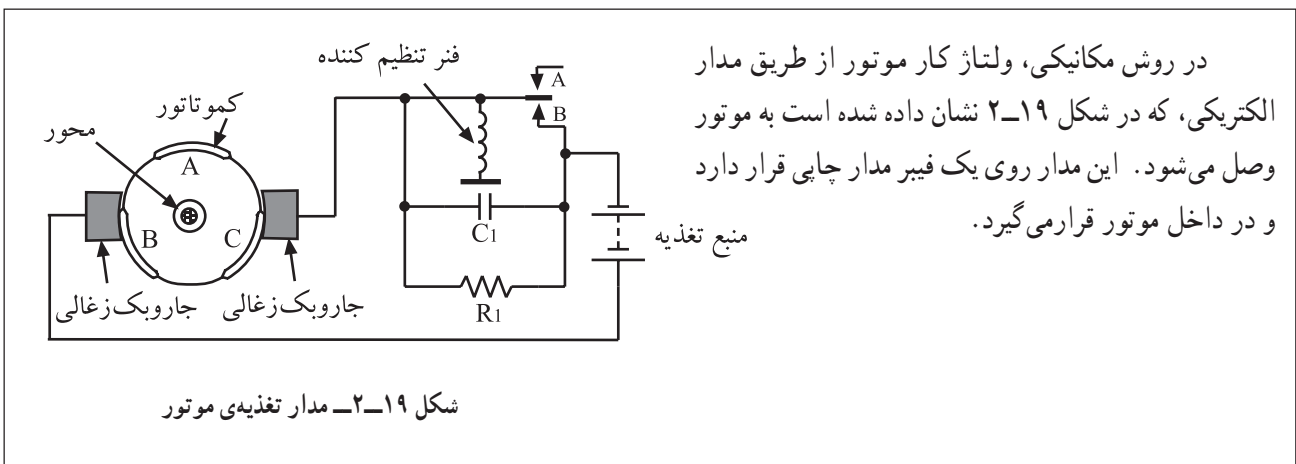 در روش مکانیکی، ولتاژ کار موتور از طریق مدار
الکتریکی، که در شکل ۱۹ــ۲ نشان داده شده است به موتور
وصل می‌شود. این مدار روی یک فیبر مدار چاپی قرار دارد
و در داخل موتور قرارمی‌گیرد.
فنر تنظیم کننده
کموتاتور
محور
A
B
A
B
C
C1
R1
منبع تغذیه
جاروبک‌زغالی
جاروبک‌زغالی
شکل ۱۹ــ۲ــ مدار تغذیه‌ی موتور